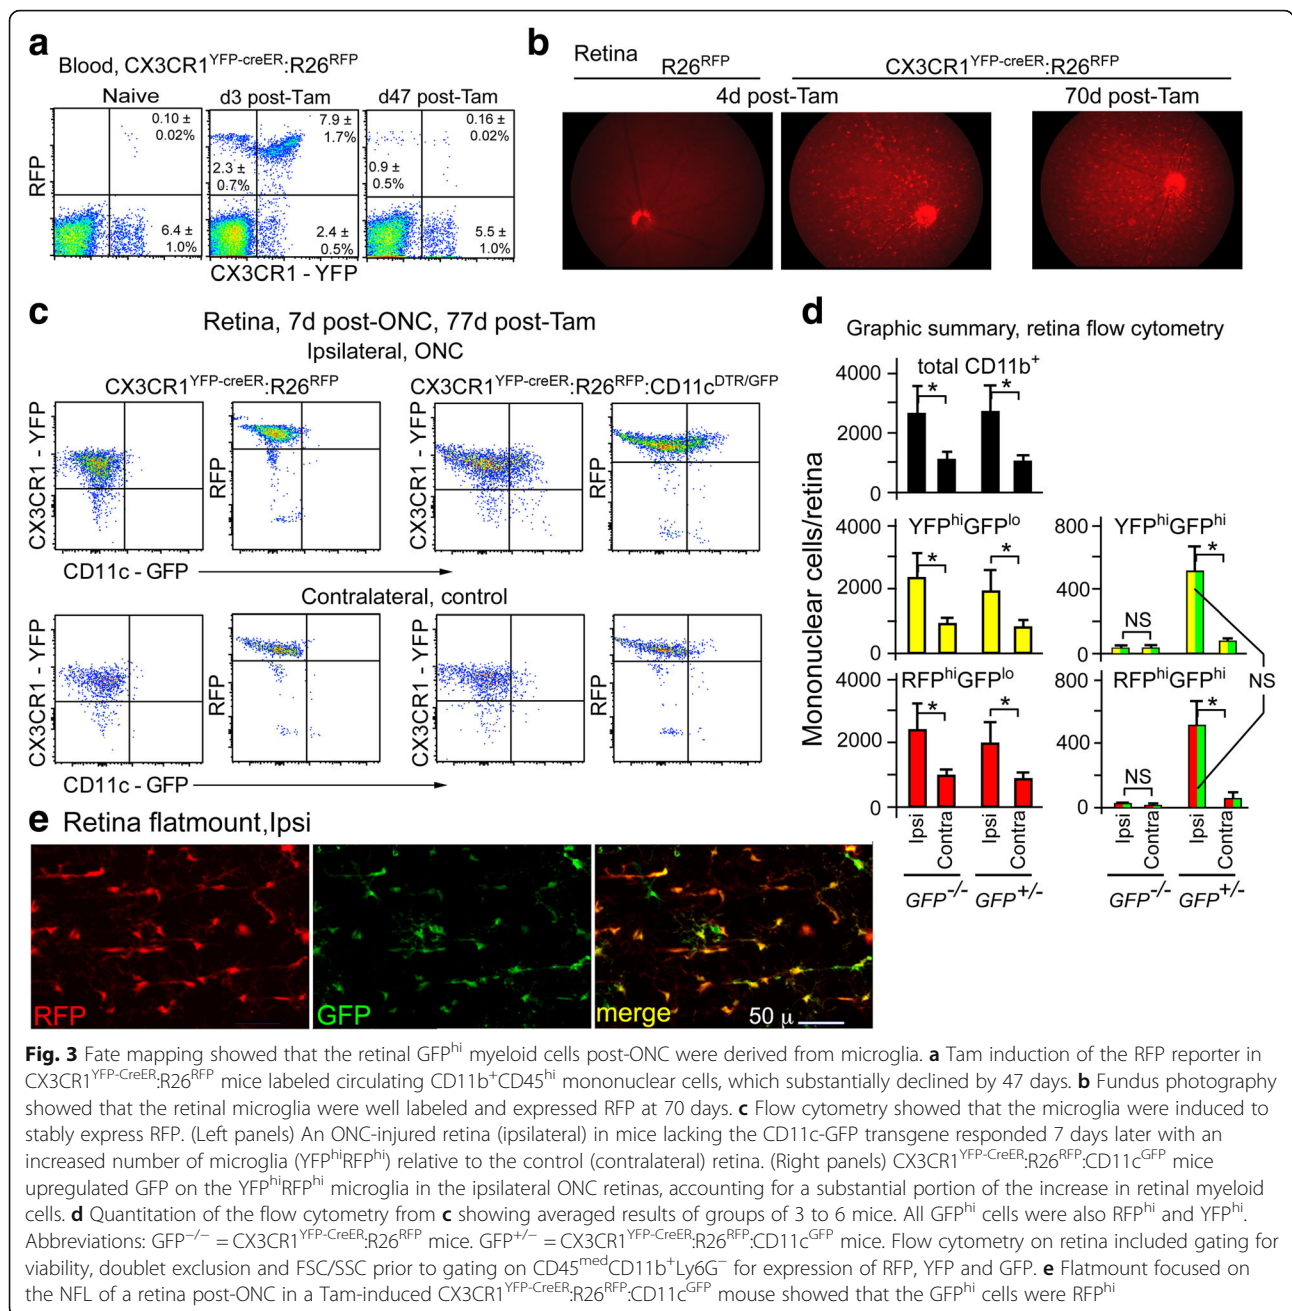 a
Blood, CX3CR1YFP-creER:R26RFP
Naive
d3 post-Tam
d47 post-Tam
0.10 ±
0.02%
7.9 ±
1.7%
0.16 ±
0.02%
2.3 ±
0.7%
0.9 ±
0.5%
6.4 ±
1.0%
2.4 ±
0.5%
5.5 ±
1.0%
RFP
CX3CR1 - YFP
b
Retina
R26RFP
CX3CR1YFP-creER:R26RFP
4d post-Tam
70d post-Tam
c
Retina, 7d post-ONC, 77d post-Tam
Ipsilateral, ONC
CX3CR1YFP-creER:R26RFP
CX3CR1YFP-creER:R26RFP:CD11cDTR/GFP
CX3CR1 - YFP
RFP
CX3CR1 - YFP
RFP
CD11c - GFP
Contralateral, control
CX3CR1 - YFP
RFP
CX3CR1 - YFP
RFP
CD11c - GFP
d
Graphic summary, retina flow cytometry
Mononuclear cells/retina
total CD11b+
4000
2000
0
*
*
YFPhiGFPlo
4000
2000
0
*
*
YFPhiGFPhi
800
400
0
NS
*
RFPhiGFPlo
4000
2000
0
*
*
RFPhiGFPhi
800
400
0
NS
*
NS
Ipsi
Contra
Ipsi
Contra
GFP-/-
GFP+/-
Ipsi
Contra
Ipsi
Contra
GFP-/-
GFP+/-
e Retina flatmount,Ipsi
RFP
GFP
merge
50 µ
Fig. 3 Fate mapping showed that the retinal GFPhi myeloid cells post-ONC were derived from microglia. a Tam induction of the RFP reporter in
CX3CR1YFP-CreER:R26RFP mice labeled circulating CD11b+CD45hi mononuclear cells, which substantially declined by 47 days. b Fundus photography
showed that the retinal microglia were well labeled and expressed RFP at 70 days. c Flow cytometry showed that the microglia were induced to
stably express RFP. (Left panels) An ONC-injured retina (ipsilateral) in mice lacking the CD11c-GFP transgene responded 7 days later with an
increased number of microglia (YFPhiRFPhi) relative to the control (contralateral) retina. (Right panels) CX3CR1YFP-CreER:R26RFP:CD11cGFP mice
upregulated GFP on the YFPhiRFPhi microglia in the ipsilateral ONC retinas, accounting for a substantial portion of the increase in retinal myeloid
cells. d Quantitation of the flow cytometry from c showing averaged results of groups of 3 to 6 mice. All GFPhi cells were also RFPhi and YFPhi.
Abbreviations: GFP−/− = CX3CR1YFP-CreER:R26RFP mice. GFP+/− = CX3CR1YFP-CreER:R26RFP:CD11cGFP mice. Flow cytometry on retina included gating for
viability, doublet exclusion and FSC/SSC prior to gating on CD45medCD11b+Ly6G− for expression of RFP, YFP and GFP. e Flatmount focused on
the NFL of a retina post-ONC in a Tam-induced CX3CR1YFP-CreER:R26RFP:CD11cGFP mouse showed that the GFPhi cells were RFPhi